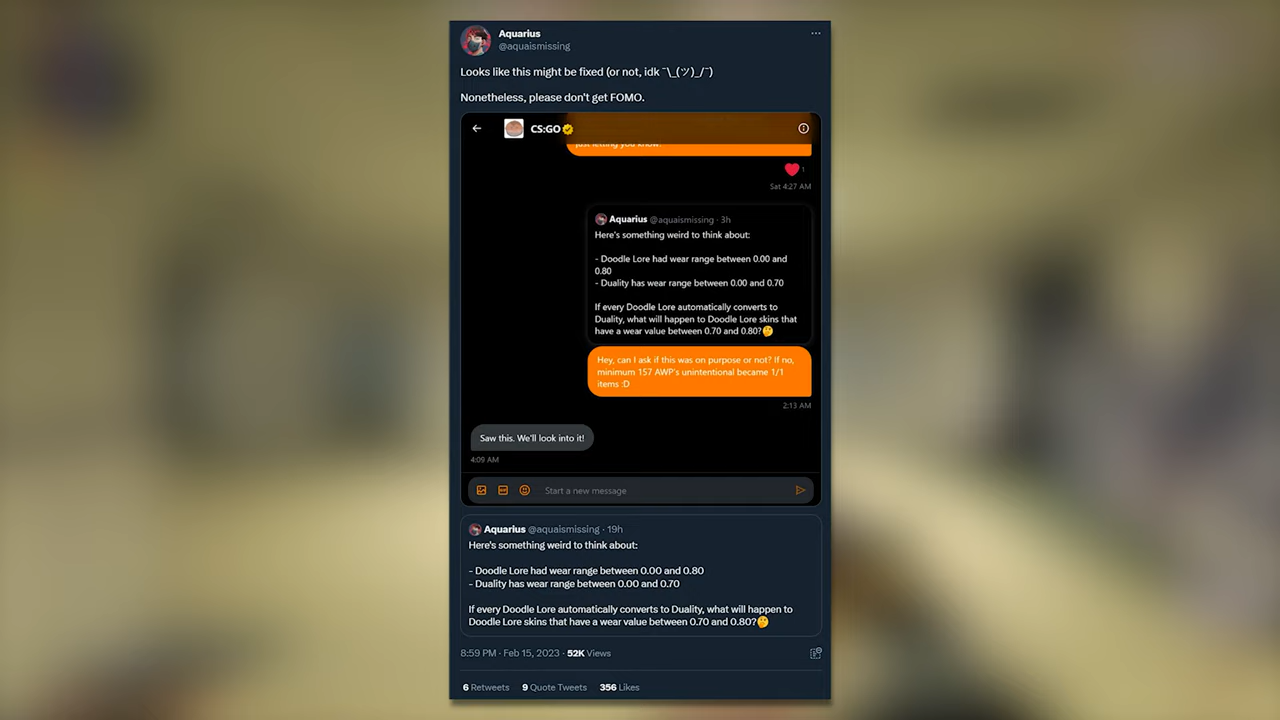 Aquarius
@aquaismissing
Looks like this might be fixed (or not, idk ¯\_(ツ)_/¯)
Nonetheless, please don't get FOMO.
CS:GO
just letting you know!
1
Sat 4:27 AM
Aquarius @aquaismissing · 3h
Here's something weird to think about:
- Doodle Lore had wear range between 0.00 and
0.80
- Duality has wear range between 0.00 and 0.70
If every Doodle Lore automatically converts to
Duality, what will happen to Doodle Lore skins that
have a wear value between 0.70 and 0.80?🤔
Hey, can I ask if this was on purpose or not? If no,
minimum 157 AWP's unintentional became 1/1
items :D
2:13 AM
Saw this. We'll look into it!
4:09 AM
GIF
Start a new message
Aquarius @aquaismissing · 19h
Here's something weird to think about:
- Doodle Lore had wear range between 0.00 and 0.80
- Duality has wear range between 0.00 and 0.70
If every Doodle Lore automatically converts to Duality, what will happen to
Doodle Lore skins that have a wear value between 0.70 and 0.80?🤔
8:59 PM · Feb 15, 2023 · 52K Views
6 Retweets 9 Quote Tweets 356 Likes